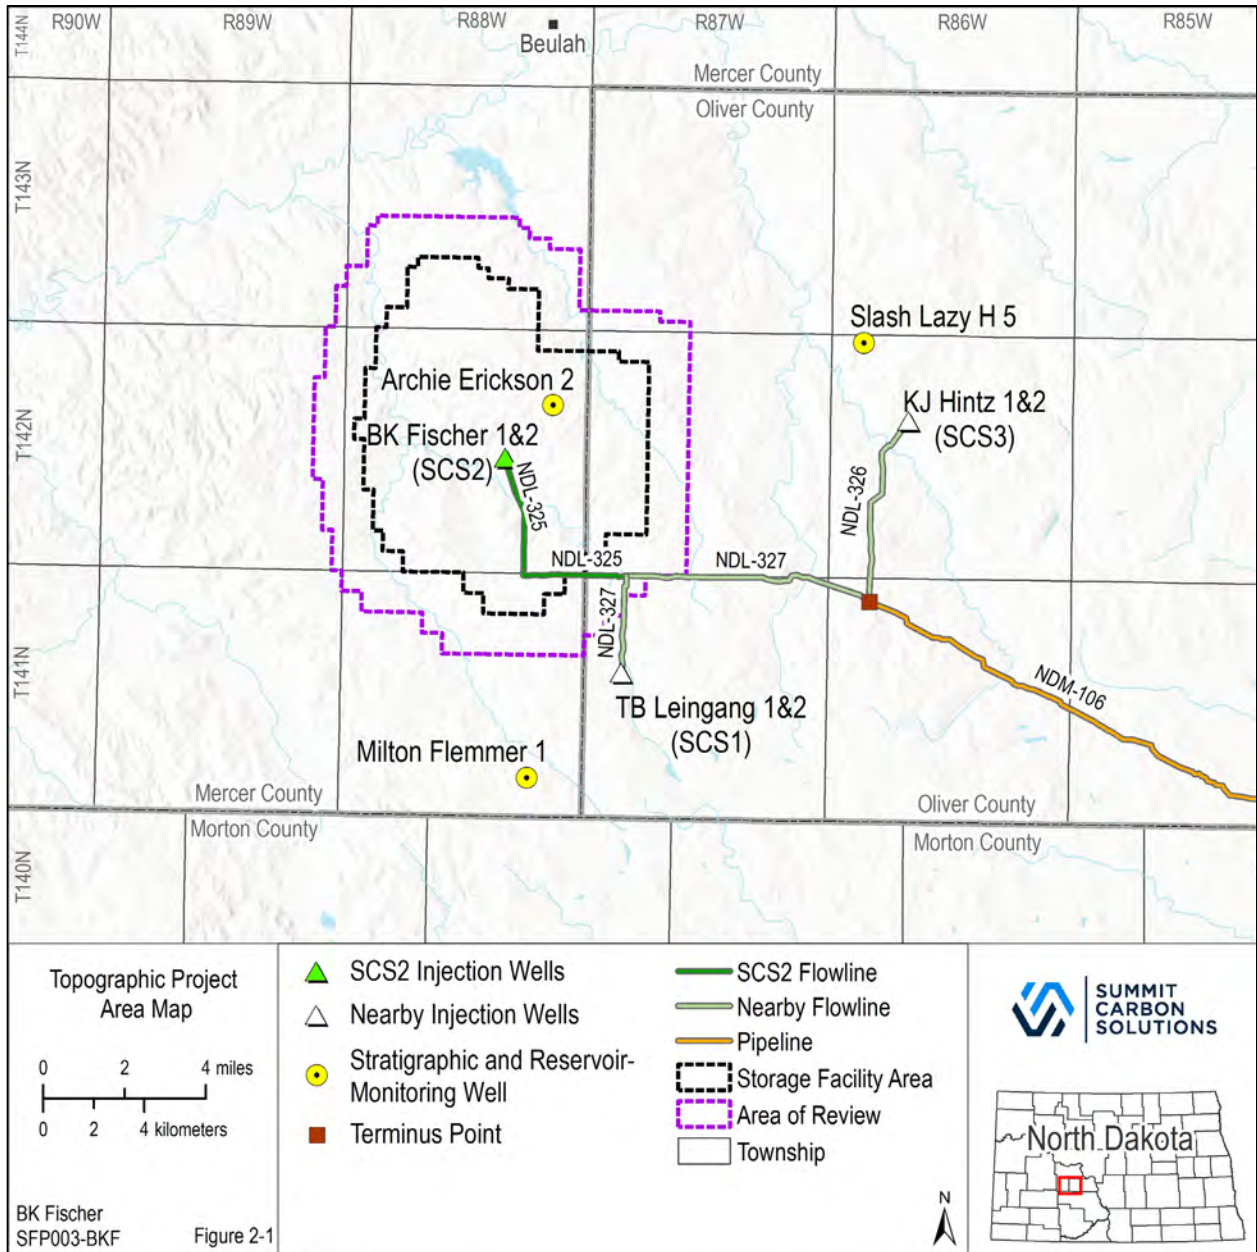 R90W
R89W
R88W
R87W
R86W
R85W
T144N
Beulah
Mercer County
Oliver County
T143N
Slash Lazy H 5
Archie Erickson 2
KJ Hintz 1&2
(SCS3)
T142N
BK Fischer 1&2
(SCS2)
NDL-325
NDL-326
NDL-325
NDL-327
NDL-327
T141N
NDM-106
TB Leingang 1&2
(SCS1)
Milton Flemmer 1
Mercer County
Morton County
Oliver County
Morton County
T140N
Topographic Project
Area Map
0 2 4 miles
0 2 4 kilometers
BK Fischer
SFP003-BKF
Figure 2-1
SCS2 Injection Wells
Nearby Injection Wells
Stratigraphic and Reservoir-
Monitoring Well
Terminus Point
SCS2 Flowline
Nearby Flowline
Pipeline
Storage Facility Area
Area of Review
Township
N
SUMMIT
CARBON
SOLUTIONS
North Dakota